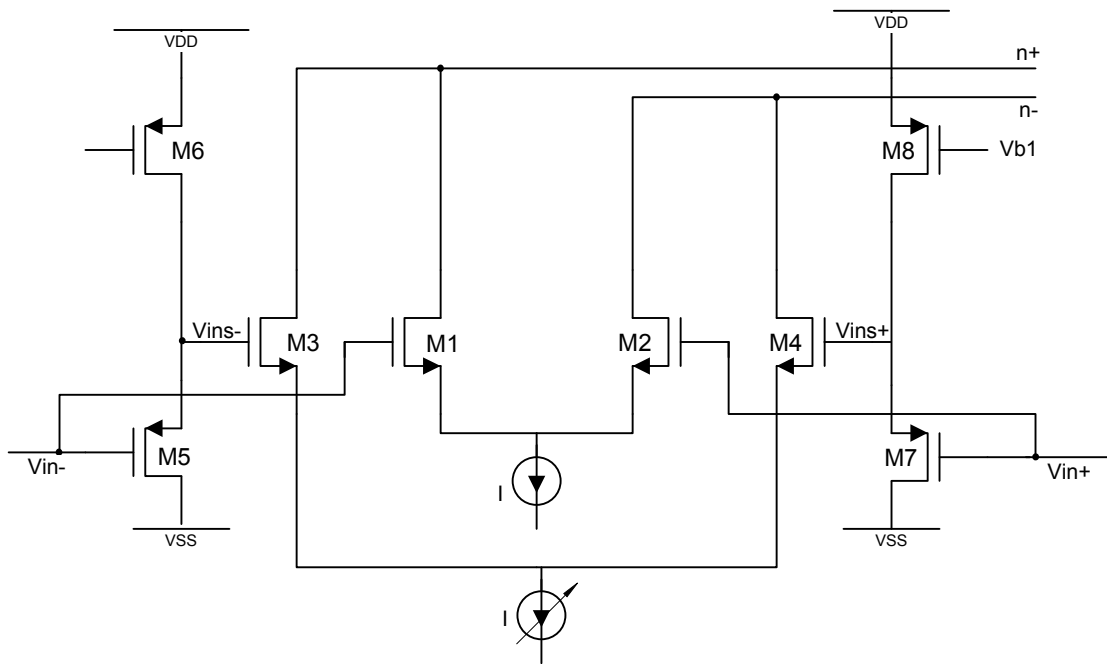 VDD
VDD
n+
n-
M6
M8
Vb1
Vins-
M3
M1
M2
M4
Vins+
Vin-
M5
M7
Vin+
I
VSS
VSS
I